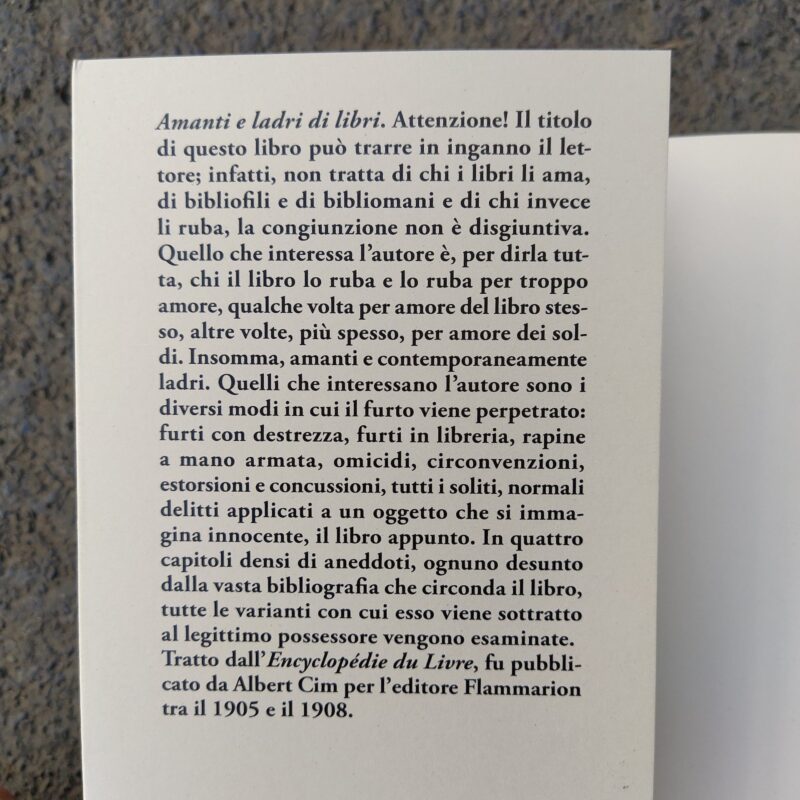 Amanti e ladri di libri. Attenzione! Il titolo
di questo libro può trarre in inganno il let-
tore; infatti, non tratta di chi i libri li ama,
di bibliofili e di bibliomani e di chi invece
li ruba, la congiunzione non è disgiuntiva.
Quello che interessa l'autore è, per dirla tut-
ta, chi il libro lo ruba e lo ruba per troppo
amore, qualche volta per amore del libro stes-
so, altre volte, più spesso, per amore dei sol-
di. Insomma, amanti e contemporaneamente
ladri. Quelli che interessano l'autore sono i
diversi modi in cui il furto viene perpetrato:
furti con destrezza, furti in libreria, rapine
a mano armata, omicidi, circonvenzioni,
estorsioni e concussioni, tutti i soliti, normali
delitti applicati a un oggetto che si imma-
gina innocente, il libro appunto. In quattro
capitoli densi di aneddoti, ognuno desunto
dalla vasta bibliografia che circonda il libro,
tutte le varianti con cui esso viene sottratto
al legittimo possessore vengono esaminate.
Tratto dall'Encyclopédie du Livre, fu pubbli-
cato da Albert Cim per l'editore Flammarion
tra il 1905 e il 1908.